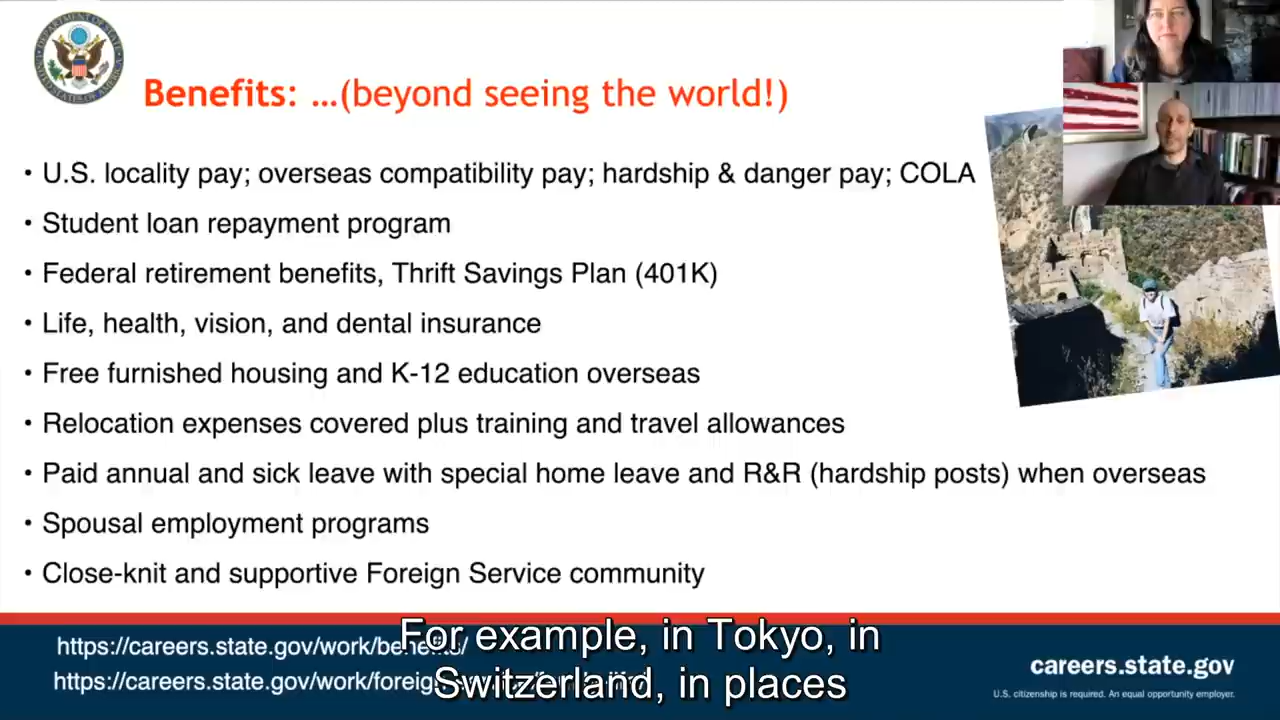 Benefits: ...(beyond seeing the world!)
• U.S. locality pay; overseas compatibility pay; hardship & danger pay; COLA
• Student loan repayment program
• Federal retirement benefits, Thrift Savings Plan (401K)
• Life, health, vision, and dental insurance
• Free furnished housing and K-12 education overseas
• Relocation expenses covered plus training and travel allowances
• Paid annual and sick leave with special home leave and R&R (hardship posts) when overseas
• Spousal employment programs
• Close-knit and supportive Foreign Service community
https://careers.state.gov/work/benefits/
https://careers.state.gov/work/foreign
For example, in Tokyo, in
Switzerland, in places
careers.state.gov
U.S. citizenship is required. An equal opportunity employer.